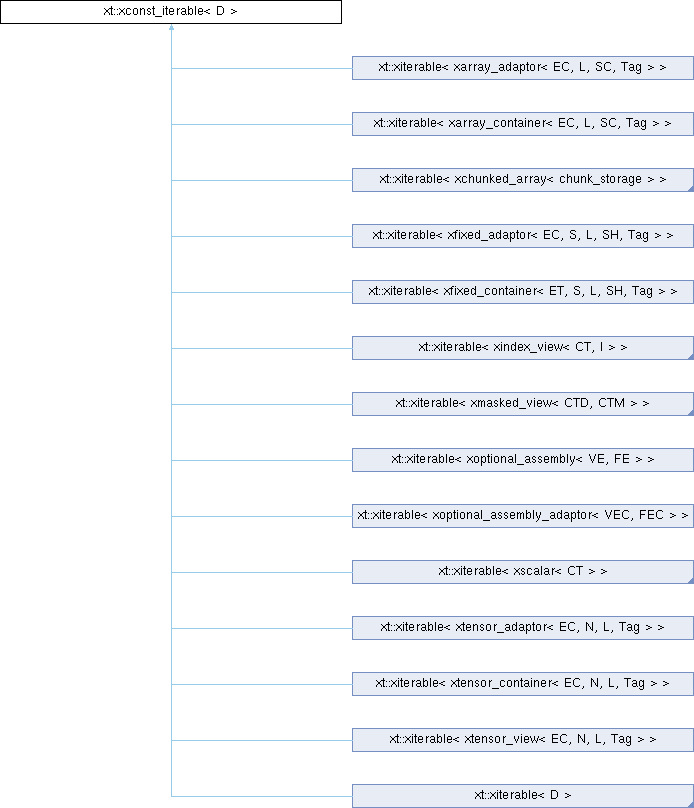 xt::xconst_iterable< D >
xt::xiterable< xarray_adaptor< EC, L, SC, Tag > >
xt::xiterable< xarray_container< EC, L, SC, Tag > >
xt::xiterable< xchunked_array< chunk_storage > >
xt::xiterable< xfixed_adaptor< EC, S, L, SH, Tag > >
xt::xiterable< xfixed_container< ET, S, L, SH, Tag > >
xt::xiterable< xindex_view< CT, I > >
xt::xiterable< xmasked_view< CTD, CTM > >
xt::xiterable< xoptional_assembly< VE, FE > >
xt::xiterable< xoptional_assembly_adaptor< VEC, FEC > >
xt::xiterable< xscalar< CT > >
xt::xiterable< xtensor_adaptor< EC, N, L, Tag > >
xt::xiterable< xtensor_container< EC, N, L, Tag > >
xt::xiterable< xtensor_view< EC, N, L, Tag > >
xt::xiterable< D >